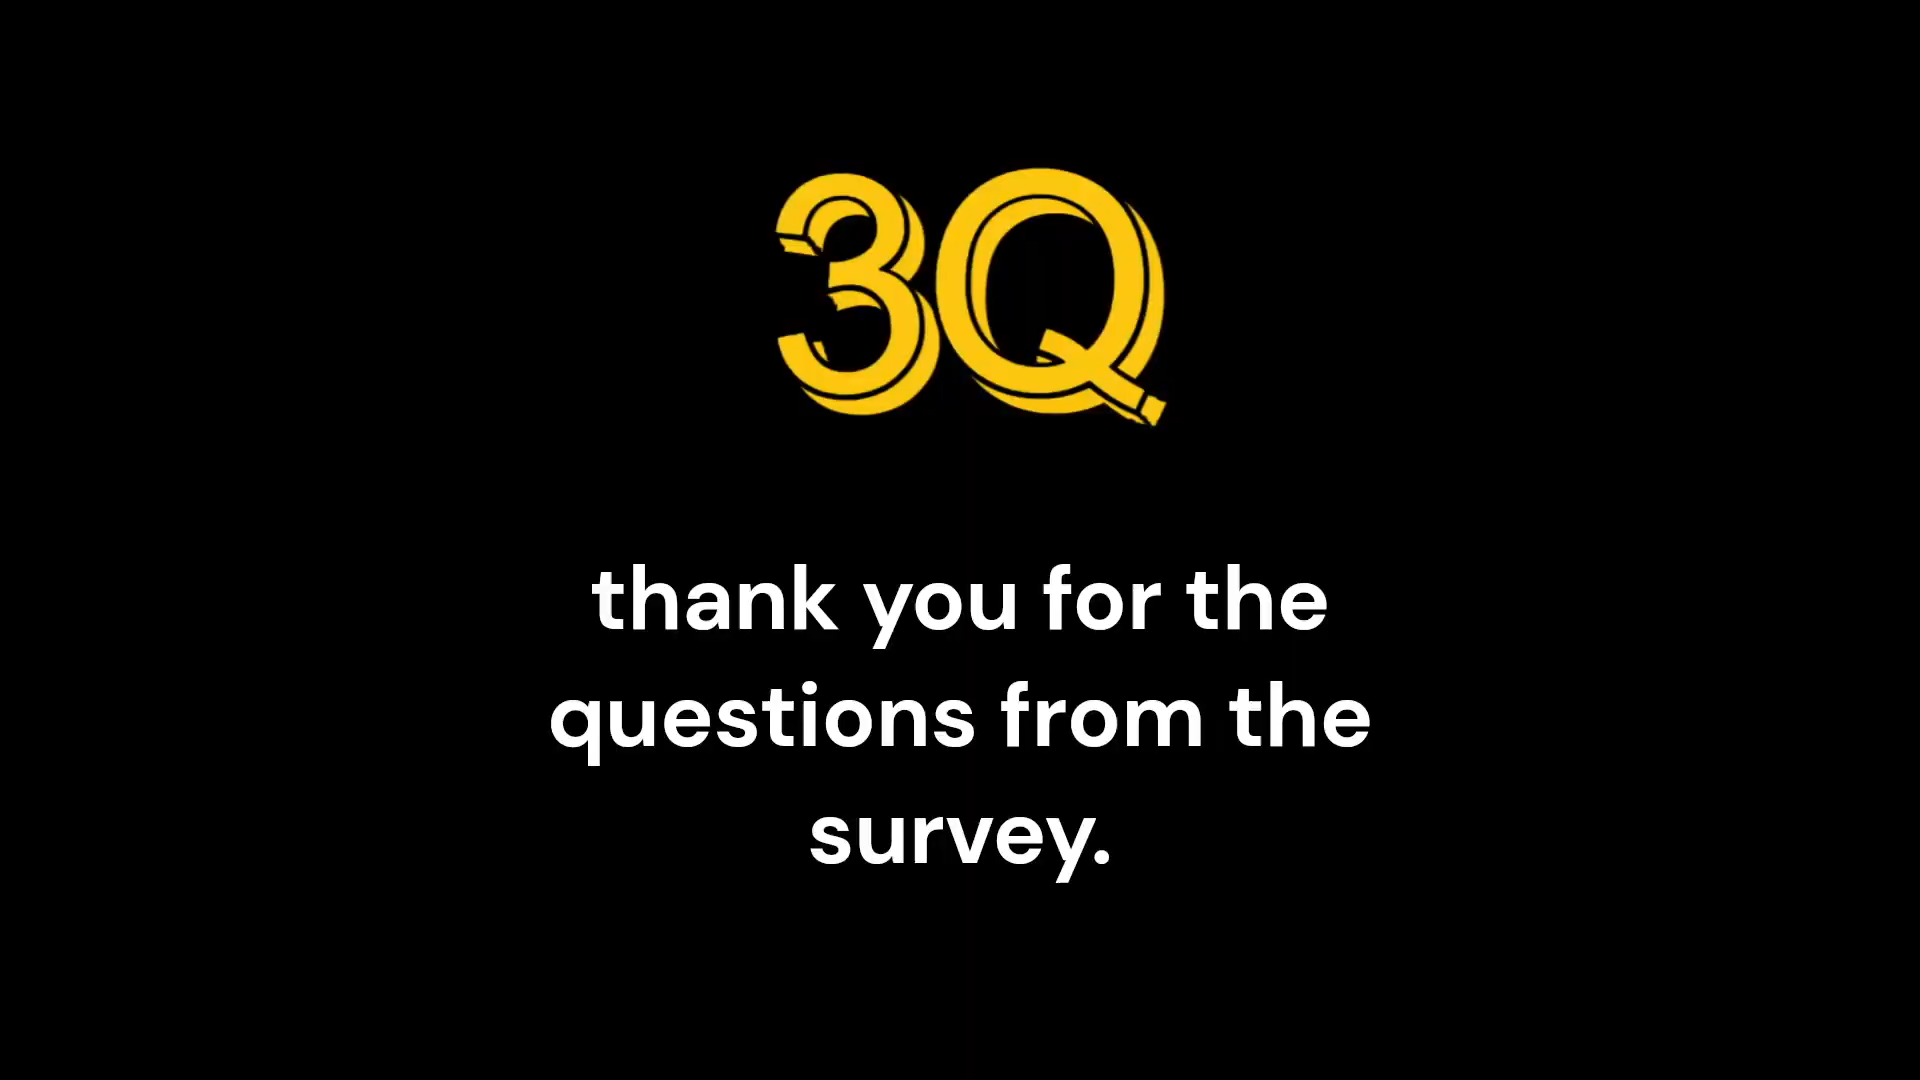 3Q
thank you for the
questions from the
survey.